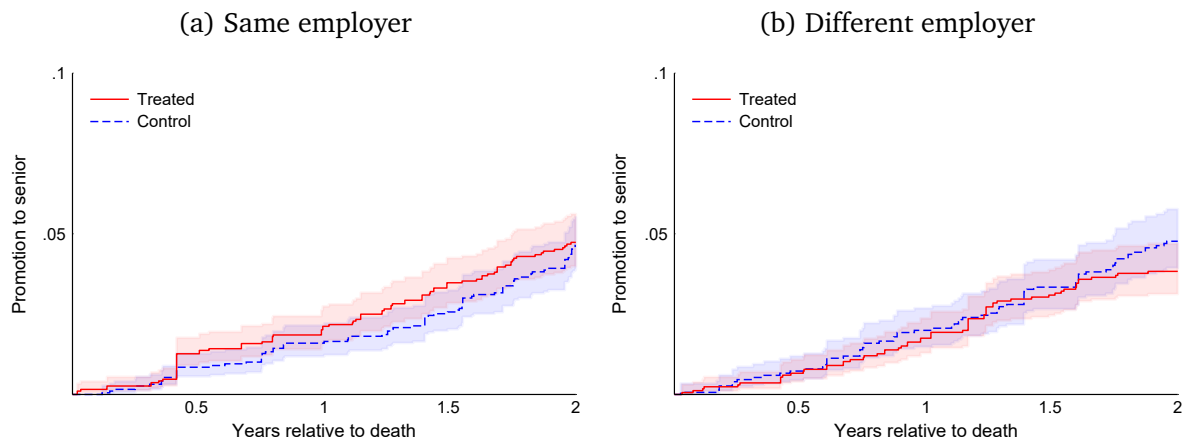 (a) Same employer
.1
Treated
Control
.05
Promotion to senior
0.5
1
1.5
2
Years relative to death
(b) Different employer
.1
Treated
Control
.05
Promotion to senior
0.5
1
1.5
2
Years relative to death